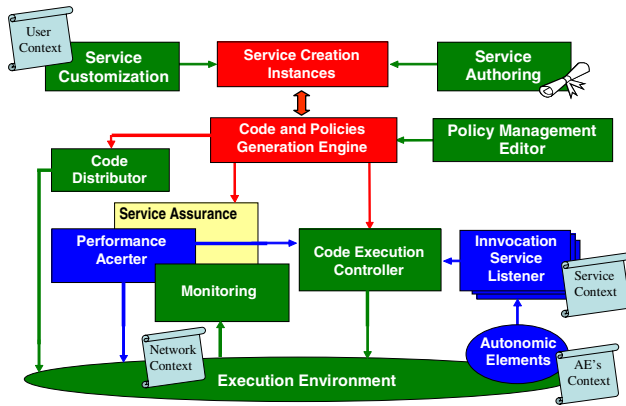 User
Context
Service
Customization
Service Creation
Instances
Service
Authoring
Code and Policies
Generation Engine
Policy Management
Editor
Code
Distributor
Service Assurance
Performance
Acerter
Code Execution
Controller
Innvocation
Service
Listener
Service
Context
Monitoring
Network
Context
Autonomic
Elements
AE's
Context
Execution Environment